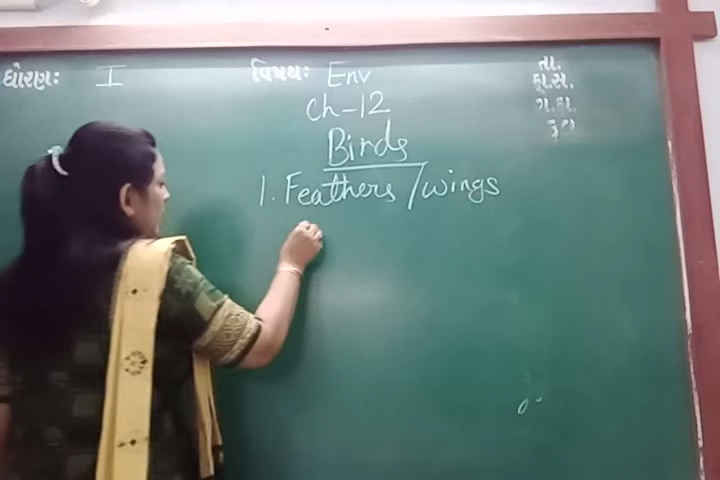 ધોરણઃ I વિષયઃ Env તા.
Ch-12 કૂ.સ.
Birds ગ.હા.
1. Feathers / wings